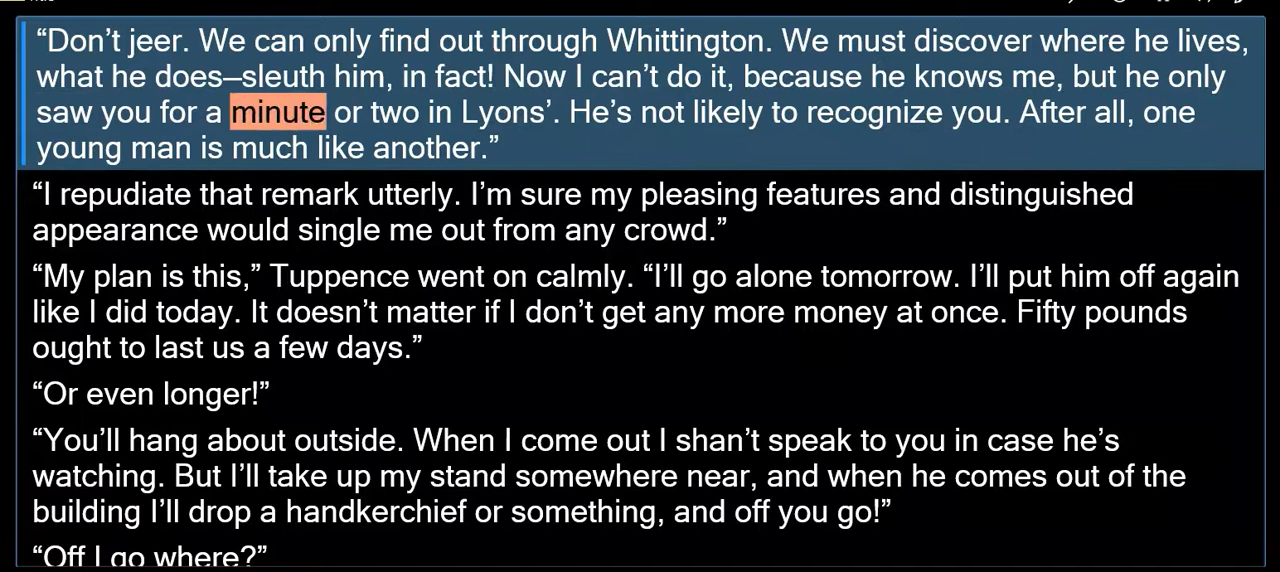 “Don’t jeer. We can only find out through Whittington. We must discover where he lives,
what he does—sleuth him, in fact! Now I can’t do it, because he knows me, but he only
saw you for a minute or two in Lyons’. He’s not likely to recognize you. After all, one
young man is much like another.”
“I repudiate that remark utterly. I’m sure my pleasing features and distinguished
appearance would single me out from any crowd.”
“My plan is this,” Tuppence went on calmly. “I’ll go alone tomorrow. I’ll put him off again
like I did today. It doesn’t matter if I don’t get any more money at once. Fifty pounds
ought to last us a few days.”
“Or even longer!”
“You’ll hang about outside. When I come out I shan’t speak to you in case he’s
watching. But I’ll take up my stand somewhere near, and when he comes out of the
building I’ll drop a handkerchief or something, and off you go!”
“Off I go where?”